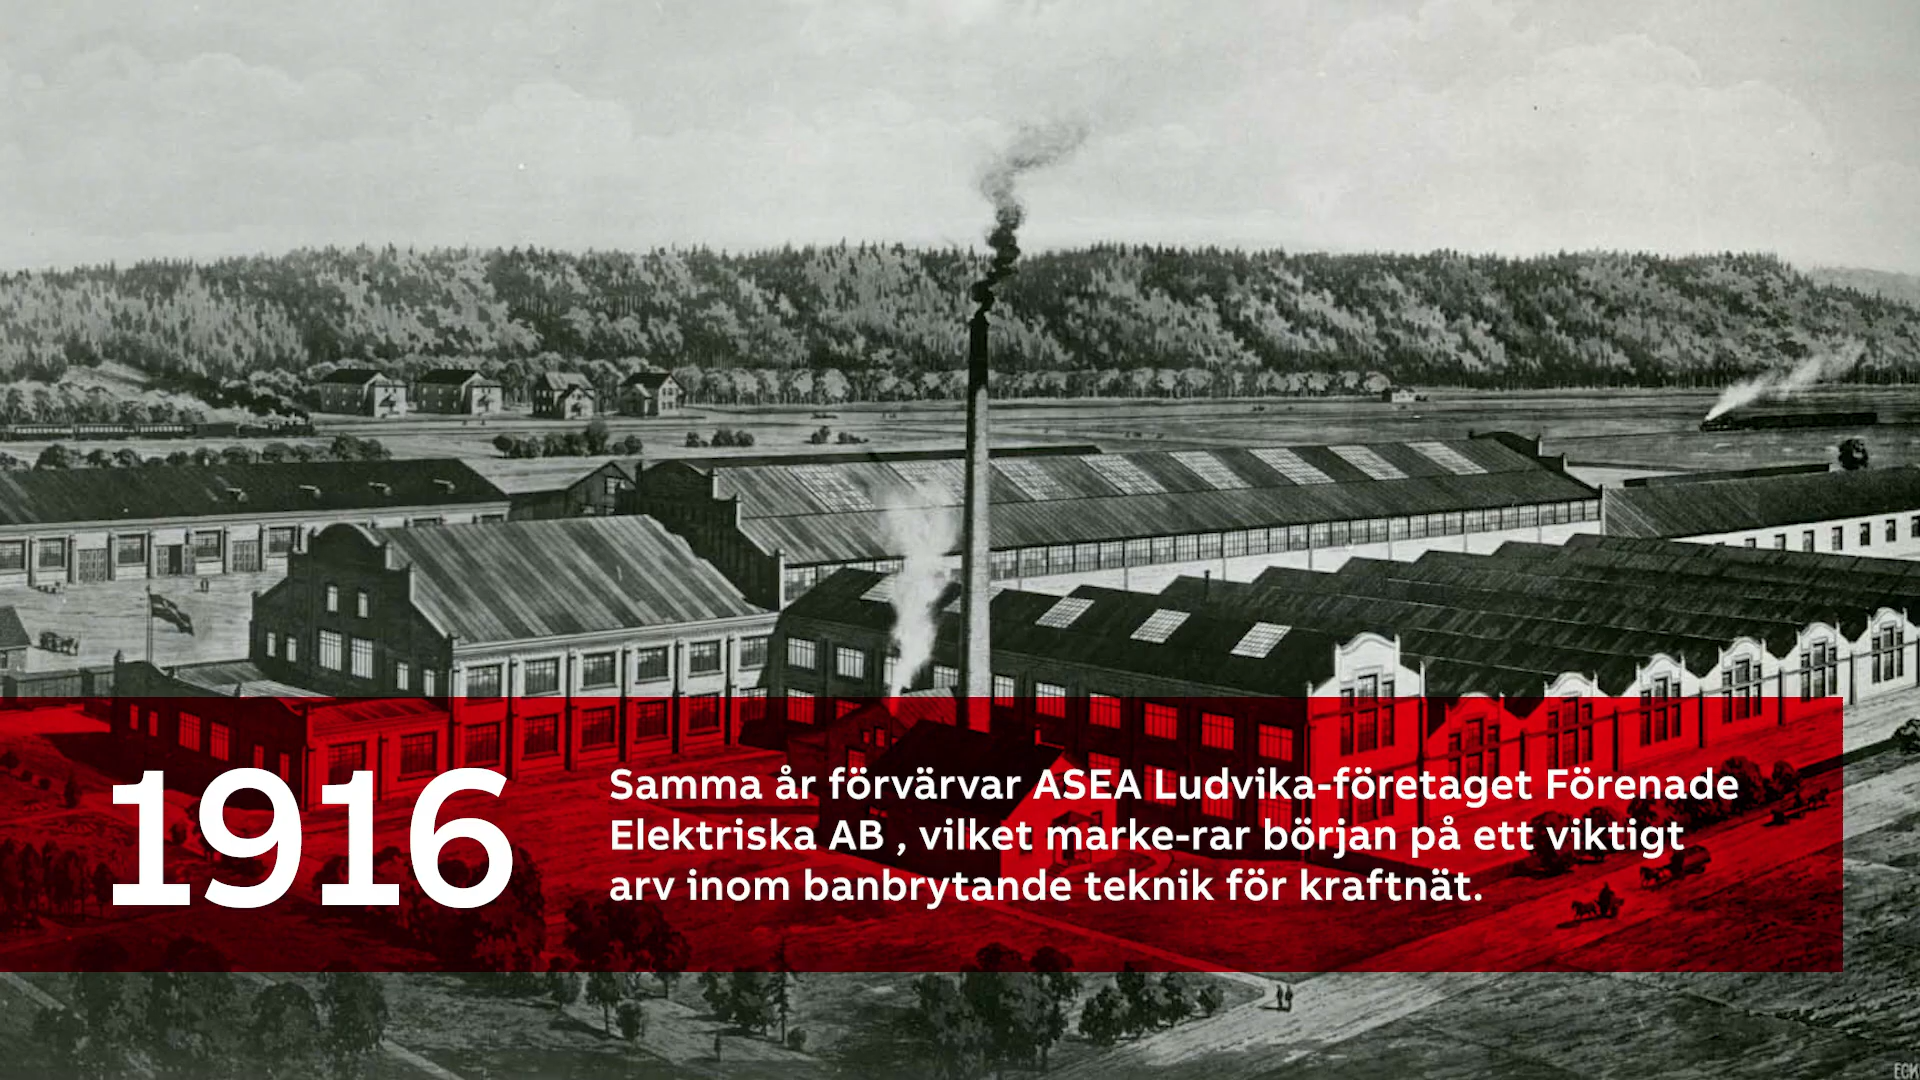 1916
Samma år förvärvar ASEA Ludvika-företaget Förenade
Elektriska AB , vilket marke-rar början på ett viktigt
arv inom banbrytande teknik för kraftnät.
ECK